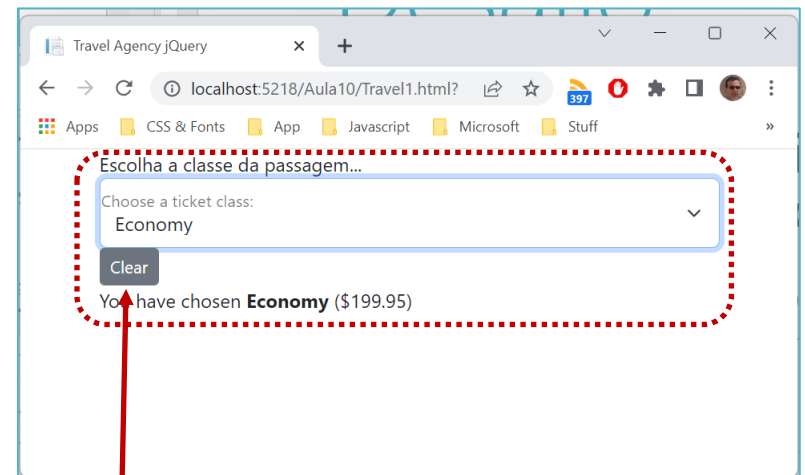 Travel Agency jQuery
localhost:5218/Aula10/Travel1.html?
397
Apps CSS & Fonts App Javascript Microsoft Stuff »
Escolha a classe da passagem...
Choose a ticket class:
Economy
Clear
You have chosen Economy ($199.95)